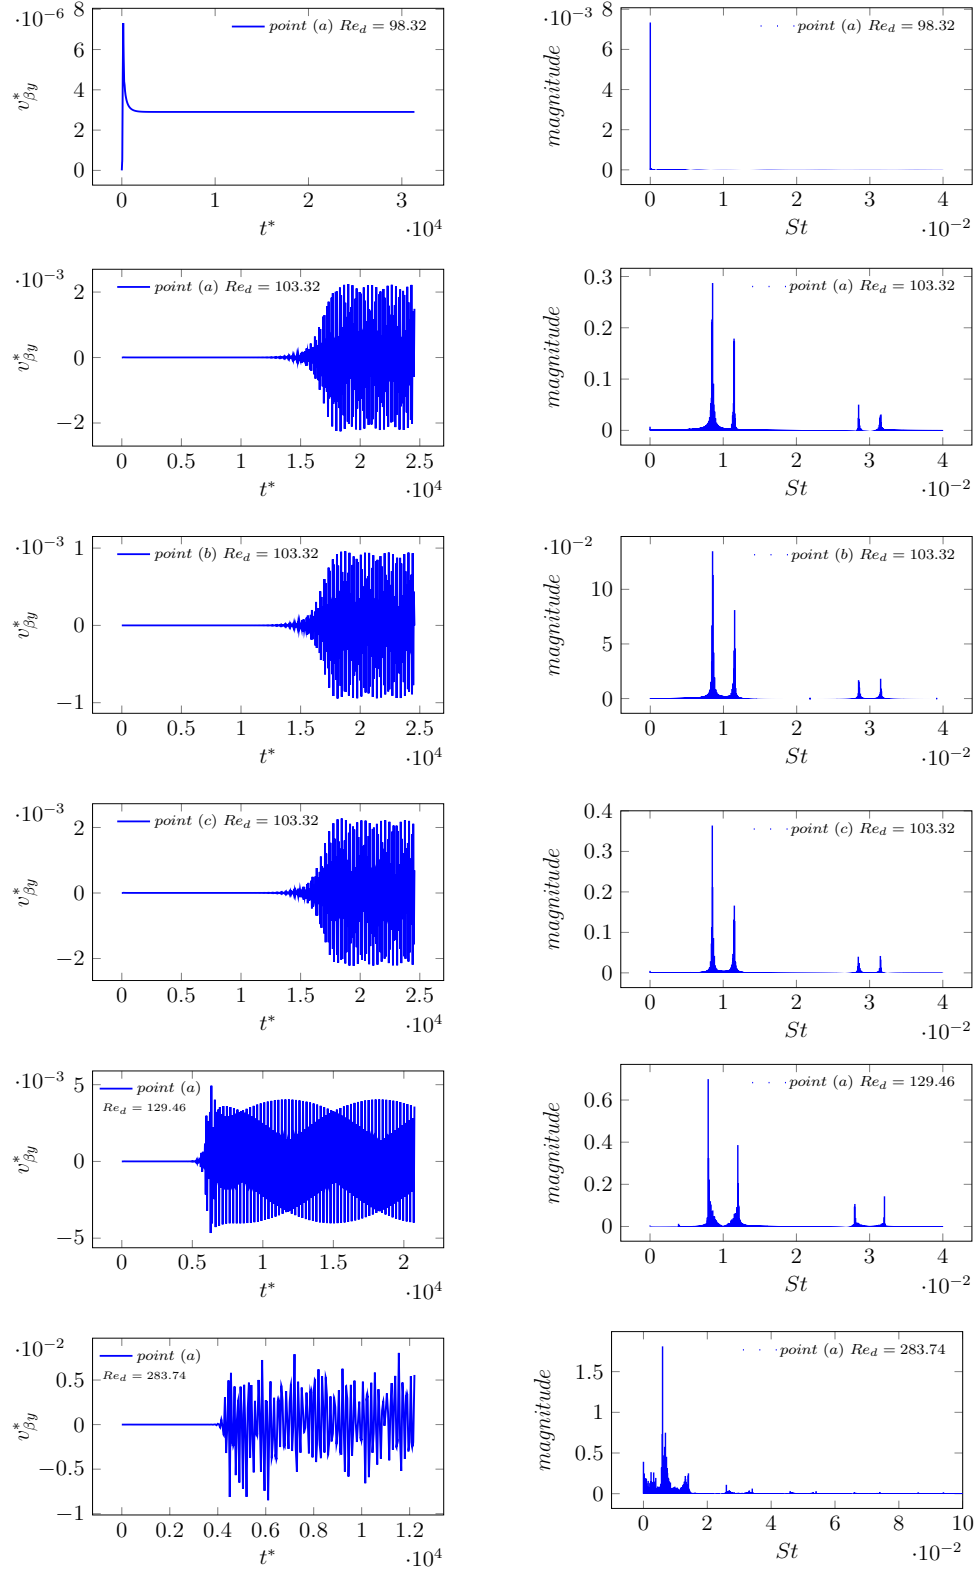 ·10⁻⁶
8
6
4
2
0
v*βy
point (a) Re_d = 98.32
0 1 2 3
t*
·10⁴
·10⁻³
8
6
4
2
0
magnitude
point (a) Re_d = 98.32
0 1 2 3 4
St
·10⁻²
·10⁻³
2
0
−2
v*βy
point (a) Re_d = 103.32
0 0.5 1 1.5 2 2.5
t*
·10⁴
0.3
0.2
0.1
0
magnitude
point (a) Re_d = 103.32
0 1 2 3 4
St
·10⁻²
·10⁻³
1
0
−1
v*βy
point (b) Re_d = 103.32
0 0.5 1 1.5 2 2.5
t*
·10⁴
·10⁻²
10
5
0
magnitude
point (b) Re_d = 103.32
0 1 2 3 4
St
·10⁻²
·10⁻³
2
0
−2
v*βy
point (c) Re_d = 103.32
0 0.5 1 1.5 2 2.5
t*
·10⁴
0.4
0.3
0.2
0.1
0
magnitude
point (c) Re_d = 103.32
0 1 2 3 4
St
·10⁻²
·10⁻³
5
0
−5
v*βy
point (a)
Re_d = 129.46
0 0.5 1 1.5 2
t*
·10⁴
0.6
0.4
0.2
0
magnitude
point (a) Re_d = 129.46
0 1 2 3 4
St
·10⁻²
·10⁻²
0.5
0
−0.5
−1
v*βy
point (a)
Re_d = 283.74
0 0.2 0.4 0.6 0.8 1 1.2
t*
·10⁴
1.5
1
0.5
0
magnitude
point (a) Re_d = 283.74
0 2 4 6 8 10
St
·10⁻²